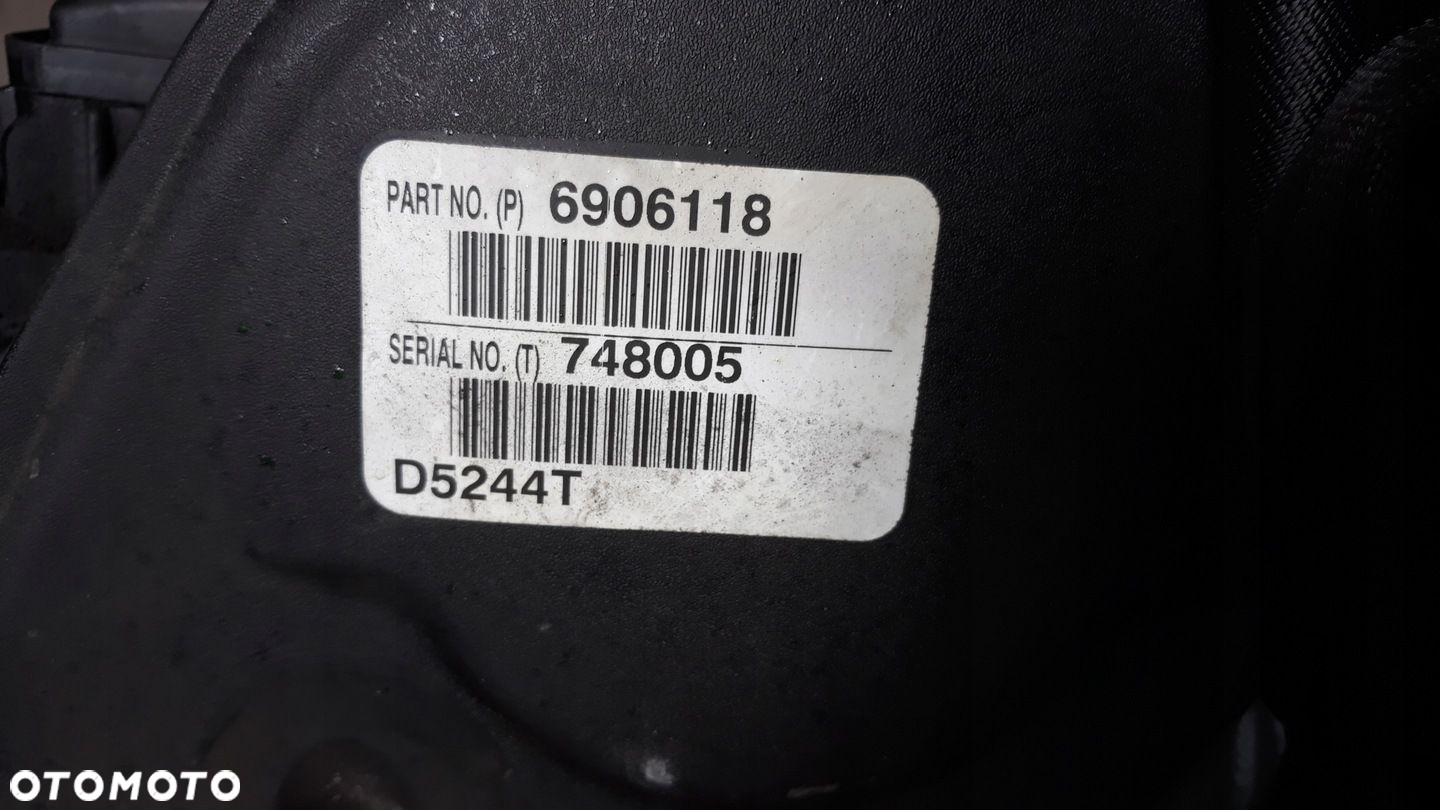 PART NO. (P) 6906118
SERIAL NO. (T) 748005
D5244T
OTOMOTO